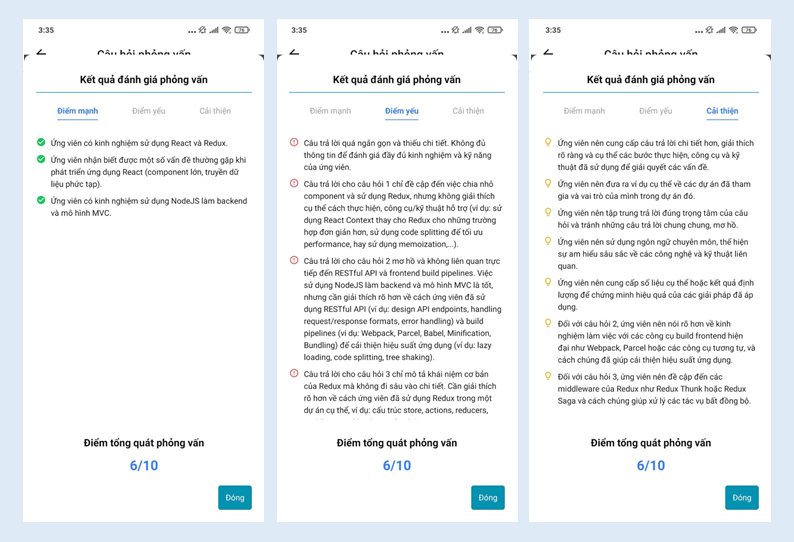 3:35
76
Câu hỏi phỏng vấn
Kết quả đánh giá phỏng vấn
Điểm mạnh Điểm yếu Cải thiện
Ứng viên có kinh nghiệm sử dụng React và Redux.
Ứng viên nhận biết được một số vấn đề thường gặp khi
phát triển ứng dụng React (component lớn, truyền dữ
liệu phức tạp).
Ứng viên có kinh nghiệm sử dụng NodeJS làm backend
và mô hình MVC.
Điểm tổng quát phỏng vấn
6/10
Đóng
3:35
76
Câu hỏi phỏng vấn
Kết quả đánh giá phỏng vấn
Điểm mạnh Điểm yếu Cải thiện
Câu trả lời quá ngắn gọn và thiếu chi tiết. Không đủ
thông tin để đánh giá đầy đủ kinh nghiệm và kỹ năng
của ứng viên.
Câu trả lời cho câu hỏi 1 chỉ đề cập đến việc chia nhỏ
component và sử dụng Redux, nhưng không giải thích
cụ thể cách thực hiện, công cụ/kỹ thuật hỗ trợ (ví dụ: sử
dụng React Context thay cho Redux cho những trường
hợp đơn giản hơn, sử dụng code splitting để tối ưu
performance, hay sử dụng memoization,...).
Câu trả lời cho câu hỏi 2 mơ hồ và không liên quan trực
tiếp đến RESTful API và frontend build pipelines. Việc
sử dụng NodeJS làm backend và mô hình MVC là tốt,
nhưng cần giải thích rõ hơn về cách ứng viên đã sử
dụng RESTful API (ví dụ: design API endpoints, handling
request/response formats, error handling) và build
pipelines (ví dụ: Webpack, Parcel, Babel, Minification,
Bundling) để cải thiện hiệu suất ứng dụng (ví dụ: lazy
loading, code splitting, tree shaking).
Câu trả lời cho câu hỏi 3 chỉ mô tả khái niệm cơ bản
của Redux mà không đi sâu vào chi tiết. Cần giải thích
rõ hơn về cách ứng viên đã sử dụng Redux trong một
dự án cụ thể, ví dụ: cấu trúc store, actions, reducers,
Điểm tổng quát phỏng vấn
6/10
Đóng
3:35
76
Câu hỏi phỏng vấn
Kết quả đánh giá phỏng vấn
Điểm mạnh Điểm yếu Cải thiện
Ứng viên nên cung cấp câu trả lời chi tiết hơn, giải thích
rõ ràng và cụ thể các bước thực hiện, công cụ và kỹ
thuật đã sử dụng để giải quyết các vấn đề.
Ứng viên nên đưa ra ví dụ cụ thể về các dự án đã tham
gia và vai trò của mình trong dự án đó.
Ứng viên nên tập trung trả lời đúng trọng tâm của câu
hỏi và tránh những câu trả lời chung chung, mơ hồ.
Ứng viên nên sử dụng ngôn ngữ chuyên môn, thể hiện
sự am hiểu sâu sắc về các công nghệ và kỹ thuật liên
quan.
Ứng viên nên cung cấp số liệu cụ thể hoặc kết quả định
lượng để chứng minh hiệu quả của các giải pháp đã áp
dụng.
Đối với câu hỏi 2, ứng viên nên nói rõ hơn về kinh
nghiệm làm việc với các công cụ build frontend hiện
đại như Webpack, Parcel hoặc các công cụ tương tự, và
cách chúng đã giúp cải thiện hiệu suất ứng dụng.
Đối với câu hỏi 3, ứng viên nên đề cập đến các
middleware của Redux như Redux Thunk hoặc Redux
Saga và cách chúng giúp xử lý các tác vụ bất đồng bộ.
Điểm tổng quát phỏng vấn
6/10
Đóng